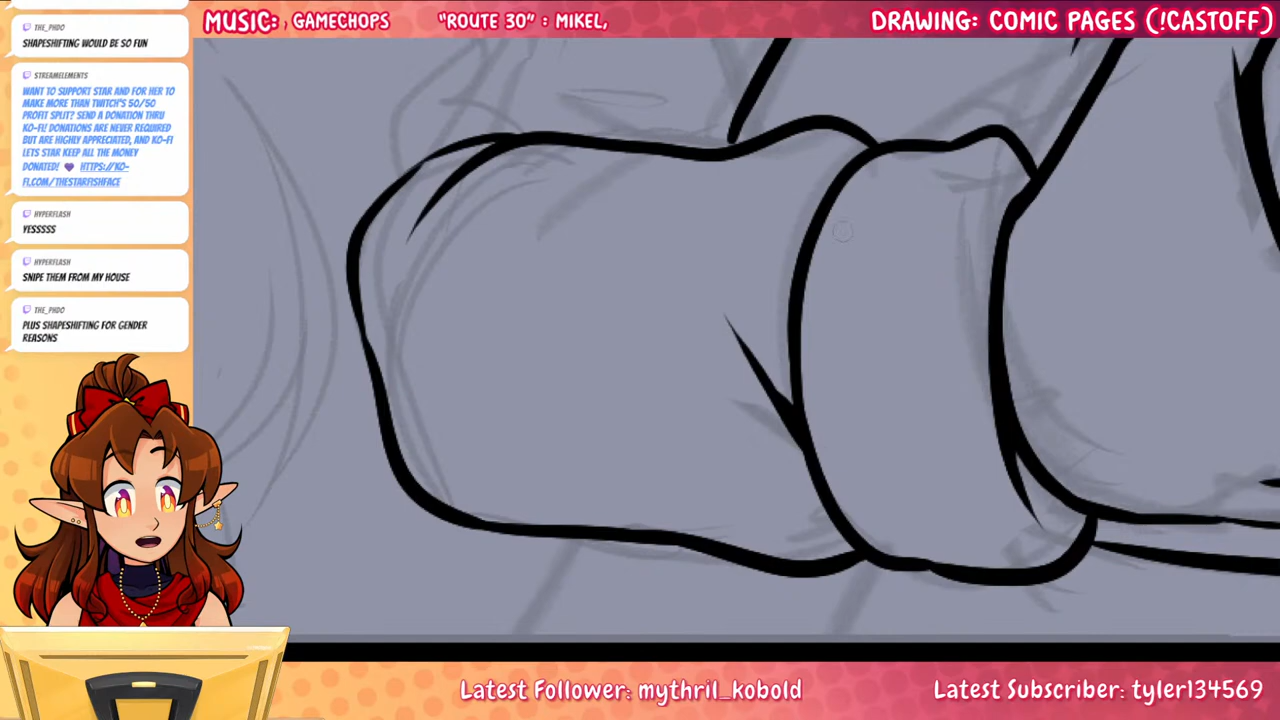 MUSIC: , GAMECHOPS "ROUTE 30" : MIKEL,
DRAWING: COMIC PAGES (!CASTOFF)
THE_PHDO
SHAPESHIFTING WOULD BE SO FUN
STREAMELEMENTS
WANT TO SUPPORT STAR AND FOR HER TO
MAKE MORE THAN TWITCH'S 50/50
PROFIT SPLIT? SEND A DONATION THRU
KO-FI! DONATIONS ARE NEVER REQUIRED
BUT ARE HIGHLY APPRECIATED, AND KO-FI
LETS STAR KEEP ALL THE MONEY
DONATED! 💜 HTTPS://KO-
FI.COM/THESTARFISHFACE
HYPERFLASH
YESSSSS
HYPERFLASH
SNIPE THEM FROM MY HOUSE
THE_PHDO
PLUS SHAPESHIFTING FOR GENDER
REASONS
Latest Follower: mythril_kobold
Latest Subscriber: tyler134569